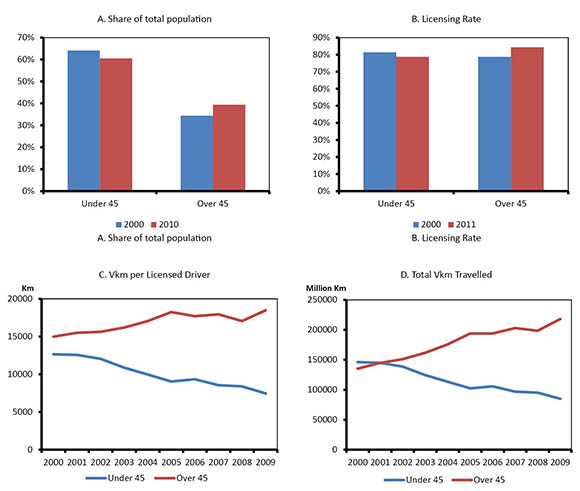 A. Share of total population
70%
60%
50%
40%
30%
20%
10%
0%
Under 45 Over 45
2000 2010
A. Share of total population
B. Licensing Rate
100%
90%
80%
70%
60%
50%
40%
30%
20%
10%
0%
Under 45 Over 45
2000 2011
B. Licensing Rate
C. Vkm per Licensed Driver
Km
20000
15000
10000
5000
0
2000 2001 2002 2003 2004 2005 2006 2007 2008 2009
Under 45 Over 45
D. Total Vkm Travelled
Million Km
250000
200000
150000
100000
50000
0
2000 2001 2002 2003 2004 2005 2006 2007 2008 2009
Under 45 Over 45